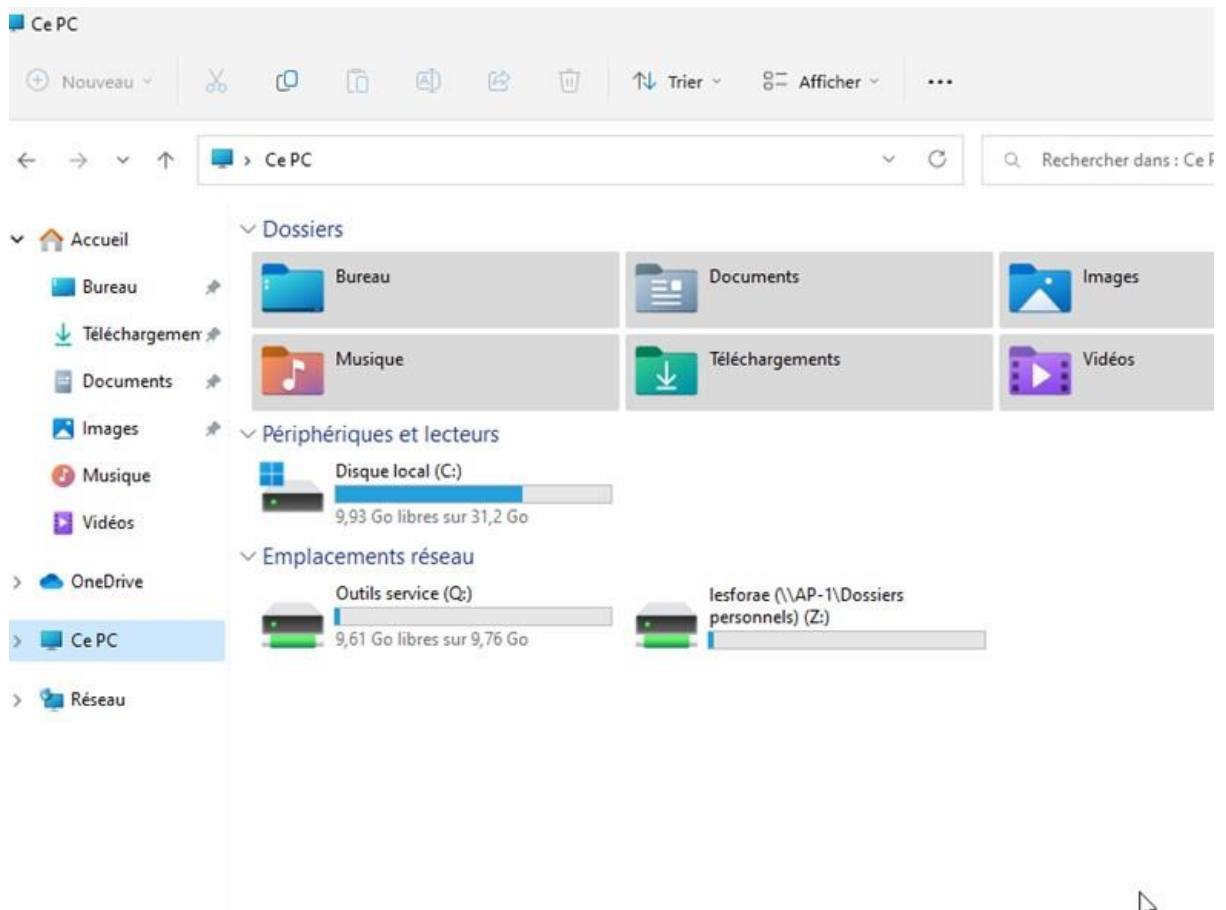 Ce PC
Nouveau
Trier
Afficher
Ce PC
Rechercher dans : Ce P
Accueil
Bureau
Téléchargemen
Documents
Images
Musique
Vidéos
OneDrive
Ce PC
Réseau
Dossiers
Bureau
Documents
Images
Musique
Téléchargements
Vidéos
Périphériques et lecteurs
Disque local (C:)
9,93 Go libres sur 31,2 Go
Emplacements réseau
Outils service (Q:)
9,61 Go libres sur 9,76 Go
lesforae (\\AP-1\Dossiers
personnels) (Z:)